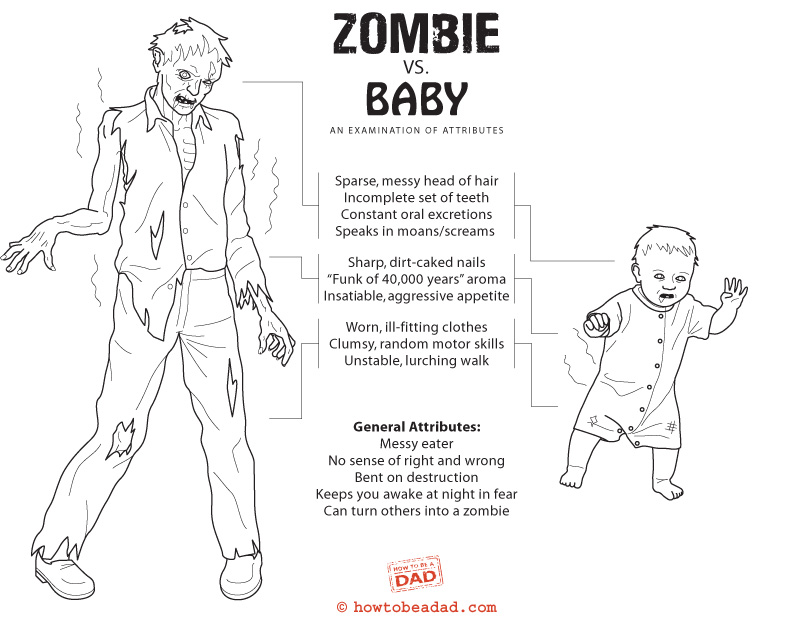 ZOMBIE
VS.
BABY
AN EXAMINATION OF ATTRIBUTES
Sparse, messy head of hair
Incomplete set of teeth
Constant oral excretions
Speaks in moans/screams
Sharp, dirt-caked nails
“Funk of 40,000 years” aroma
Insatiable, aggressive appetite
Worn, ill-fitting clothes
Clumsy, random motor skills
Unstable, lurching walk
General Attributes:
Messy eater
No sense of right and wrong
Bent on destruction
Keeps you awake at night in fear
Can turn others into a zombie
HOW TO BE A
DAD
© howtobeadad.com